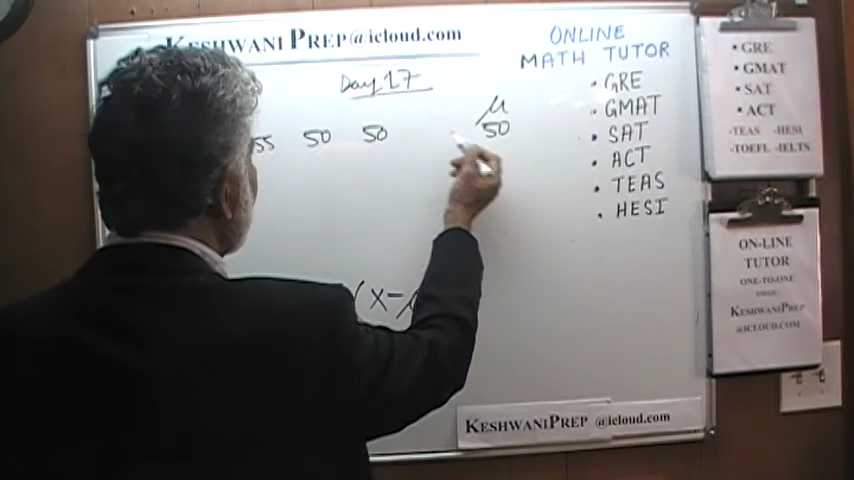 KESHWANI PREP@icloud.com
Day 17
55 50 50
μ
50
(x-
ONLINE
MATH TUTOR
• GRE
• GMAT
• SAT
• ACT
• TEAS
• HESI
• GRE
• GMAT
• SAT
• ACT
-TEAS -HESI
-TOEFL -IELTS
ON-LINE
TUTOR
ONE-TO-ONE
KESHWANIPREP
@ICLOUD.COM
KESHWANIPREP @icloud.com